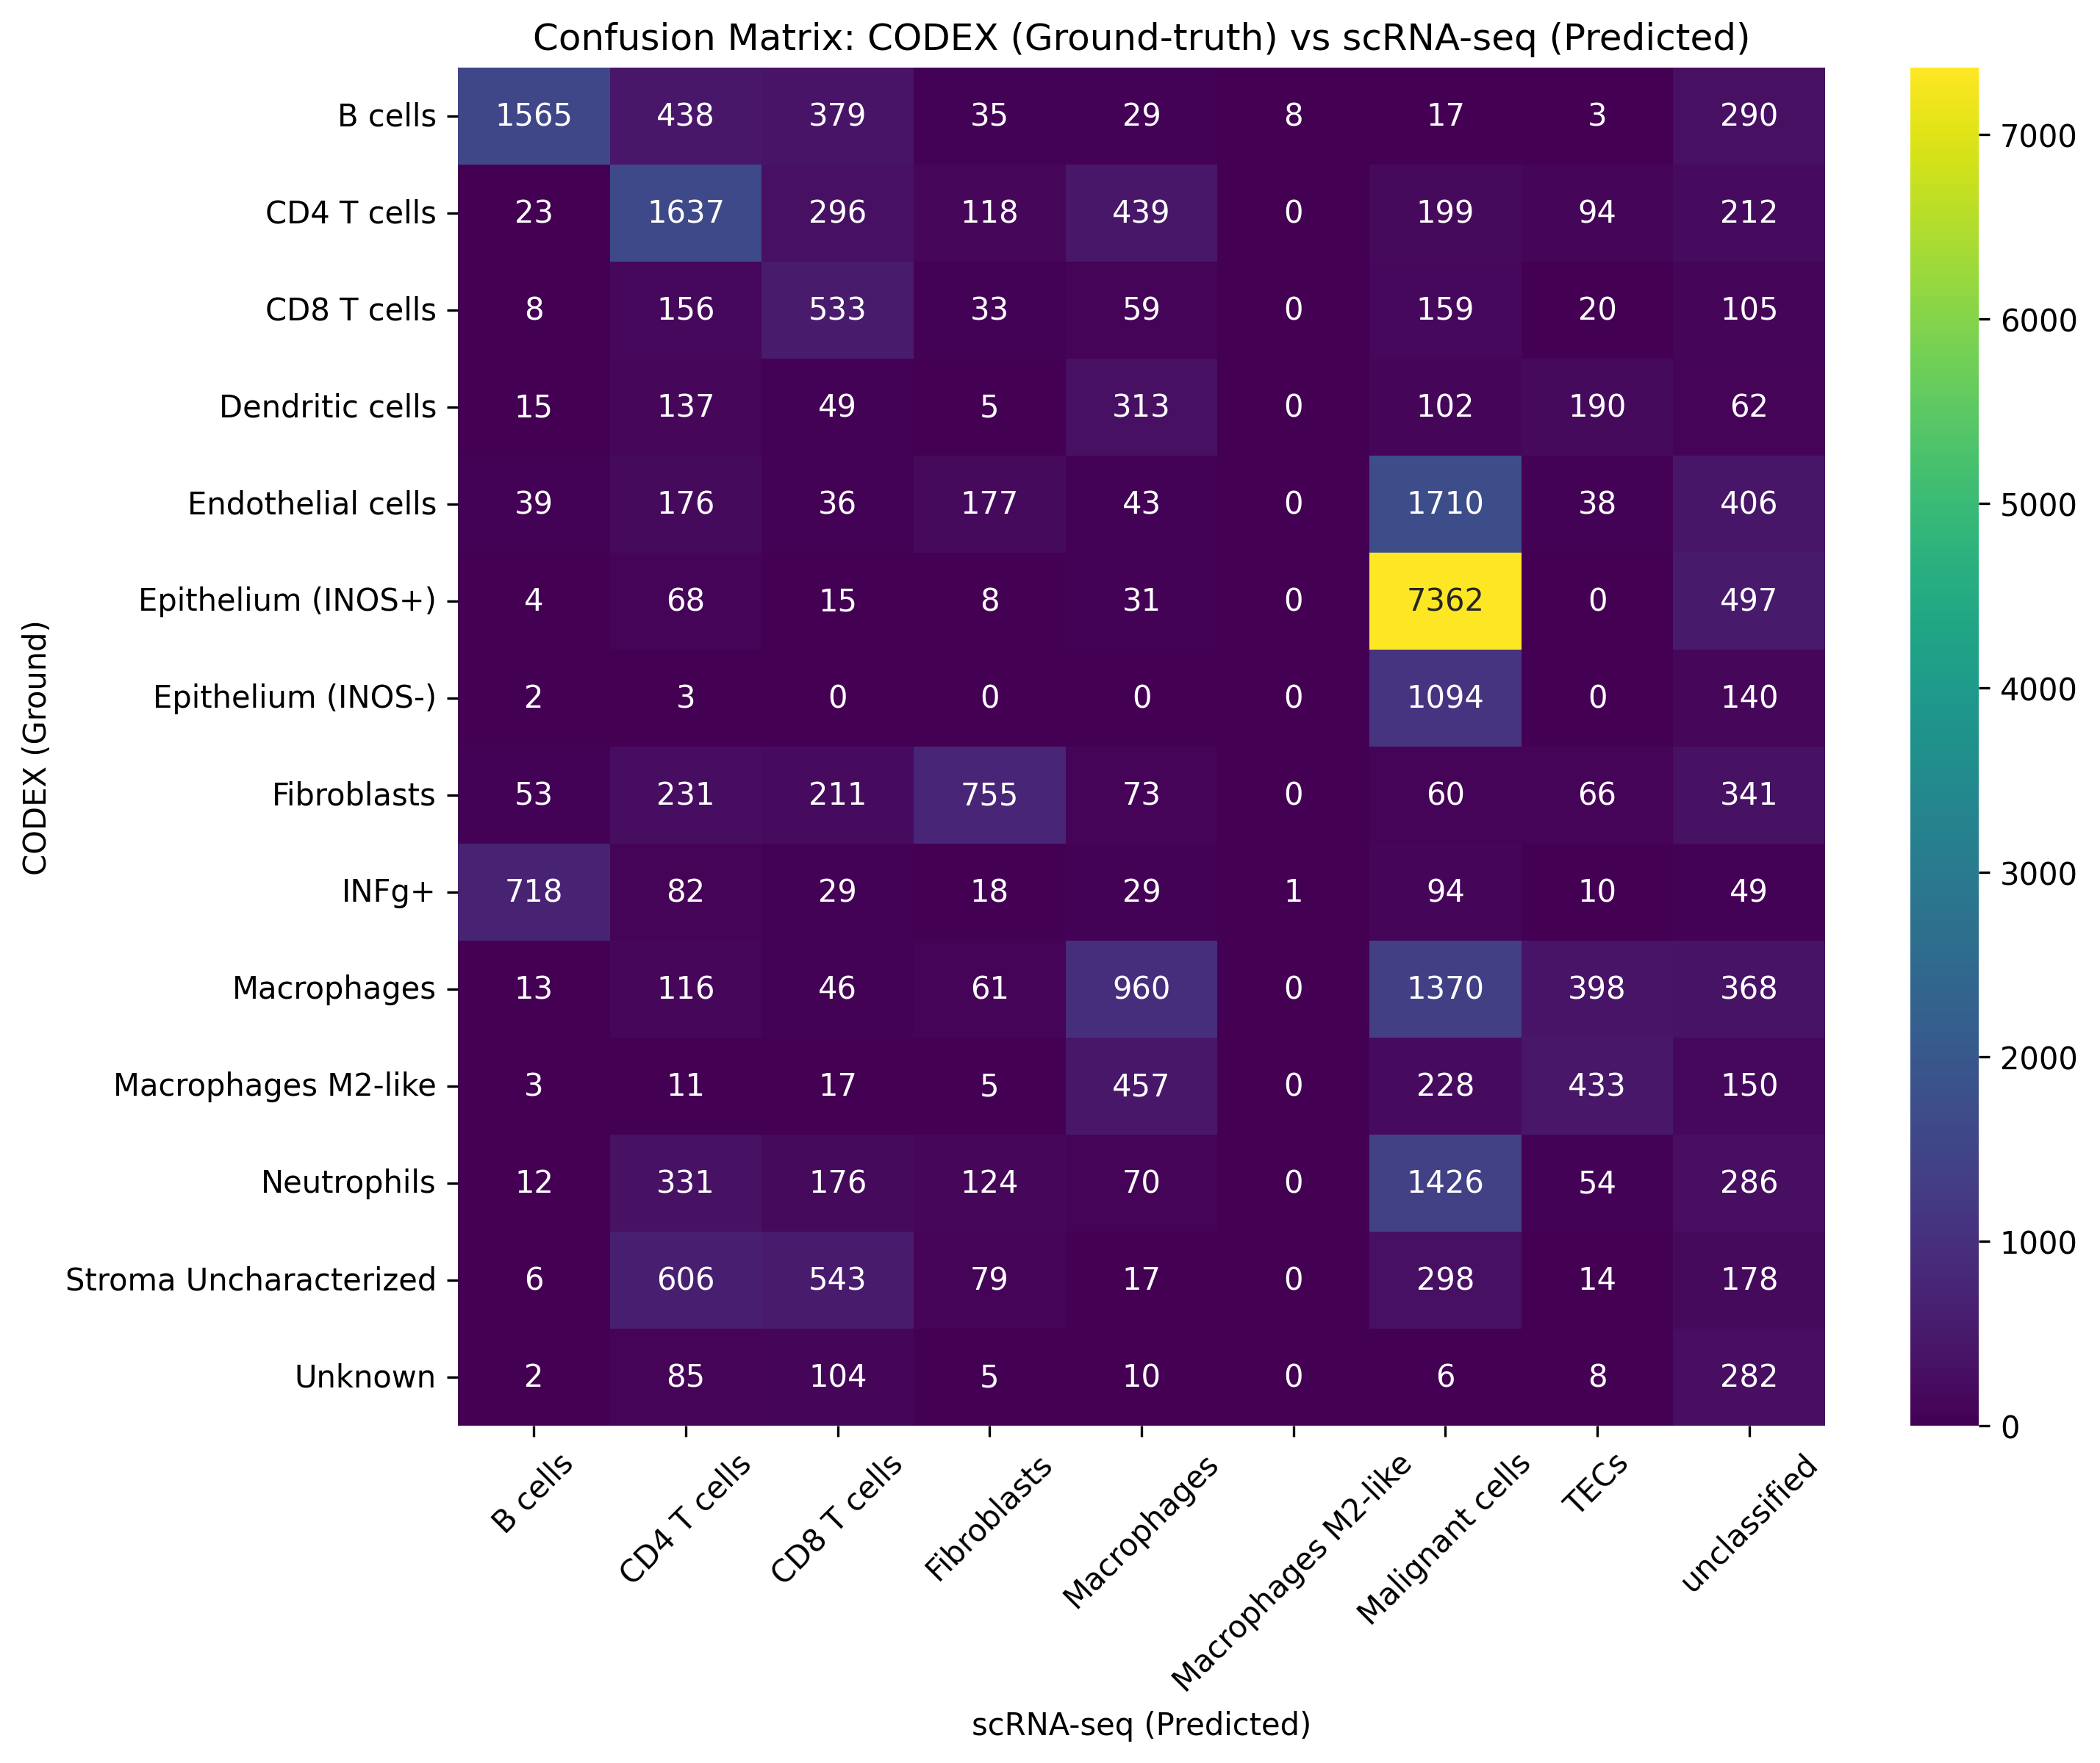 Confusion Matrix: CODEX (Ground-truth) vs scRNA-seq (Predicted)
CODEX (Ground)
B cells 1565 438 379 35 29 8 17 3 290
CD4 T cells 23 1637 296 118 439 0 199 94 212
CD8 T cells 8 156 533 33 59 0 159 20 105
Dendritic cells 15 137 49 5 313 0 102 190 62
Endothelial cells 39 176 36 177 43 0 1710 38 406
Epithelium (INOS+) 4 68 15 8 31 0 7362 0 497
Epithelium (INOS-) 2 3 0 0 0 0 1094 0 140
Fibroblasts 53 231 211 755 73 0 60 66 341
INFg+ 718 82 29 18 29 1 94 10 49
Macrophages 13 116 46 61 960 0 1370 398 368
Macrophages M2-like 3 11 17 5 457 0 228 433 150
Neutrophils 12 331 176 124 70 0 1426 54 286
Stroma Uncharacterized 6 606 543 79 17 0 298 14 178
Unknown 2 85 104 5 10 0 6 8 282
B cells CD4 T cells CD8 T cells Fibroblasts Macrophages Macrophages M2-like Malignant cells TECs unclassified
scRNA-seq (Predicted)
7000
6000
5000
4000
3000
2000
1000
0